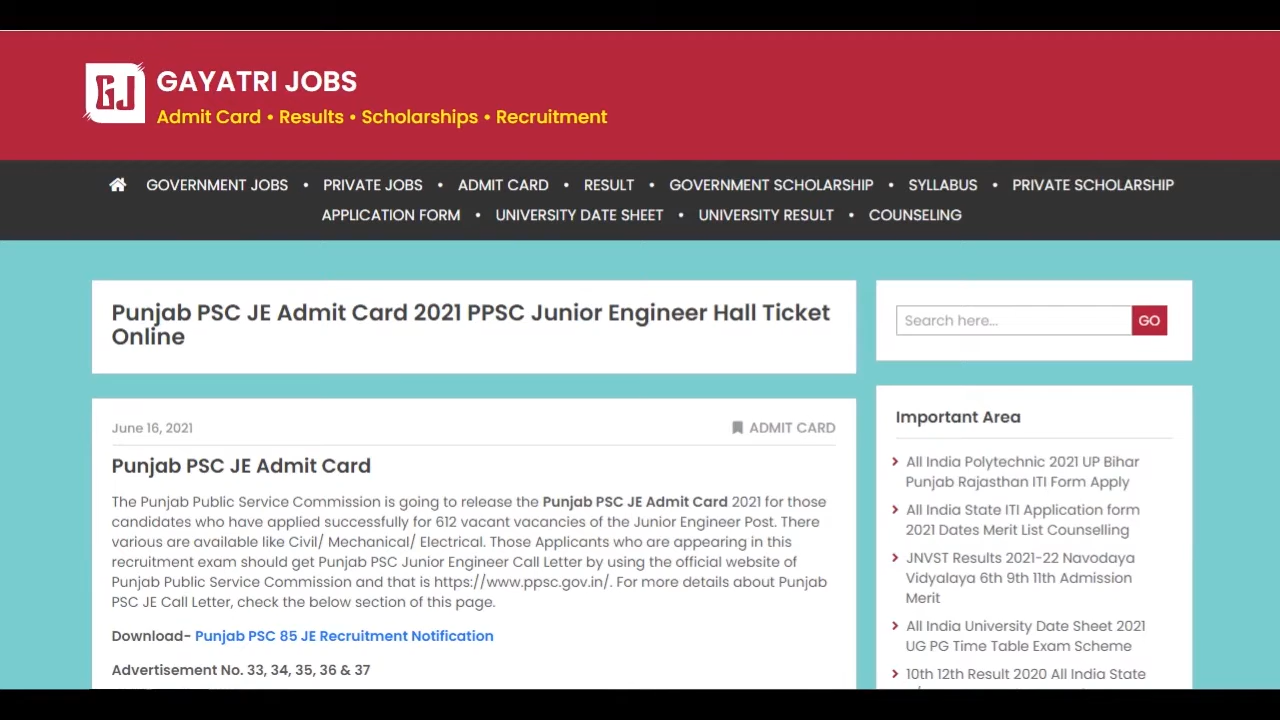 GJ
GAYATRI JOBS
Admit Card • Results • Scholarships • Recruitment
GOVERNMENT JOBS • PRIVATE JOBS • ADMIT CARD • RESULT • GOVERNMENT SCHOLARSHIP • SYLLABUS • PRIVATE SCHOLARSHIP
APPLICATION FORM • UNIVERSITY DATE SHEET • UNIVERSITY RESULT • COUNSELING
Punjab PSC JE Admit Card 2021 PPSC Junior Engineer Hall Ticket
Online
June 16, 2021
ADMIT CARD
Punjab PSC JE Admit Card
The Punjab Public Service Commission is going to release the Punjab PSC JE Admit Card 2021 for those
candidates who have applied successfully for 612 vacant vacancies of the Junior Engineer Post. There
various are available like Civil/ Mechanical/ Electrical. Those Applicants who are appearing in this
recruitment exam should get Punjab PSC Junior Engineer Call Letter by using the official website of
Punjab Public Service Commission and that is https://www.ppsc.gov.in/. For more details about Punjab
PSC JE Call Letter, check the below section of this page.
Download- Punjab PSC 85 JE Recruitment Notification
Advertisement No. 33, 34, 35, 36 & 37
Search here...
GO
Important Area
All India Polytechnic 2021 UP Bihar
Punjab Rajasthan ITI Form Apply
All India State ITI Application form
2021 Dates Merit List Counselling
JNVST Results 2021-22 Navodaya
Vidyalaya 6th 9th 11th Admission
Merit
All India University Date Sheet 2021
UG PG Time Table Exam Scheme
10th 12th Result 2020 All India State